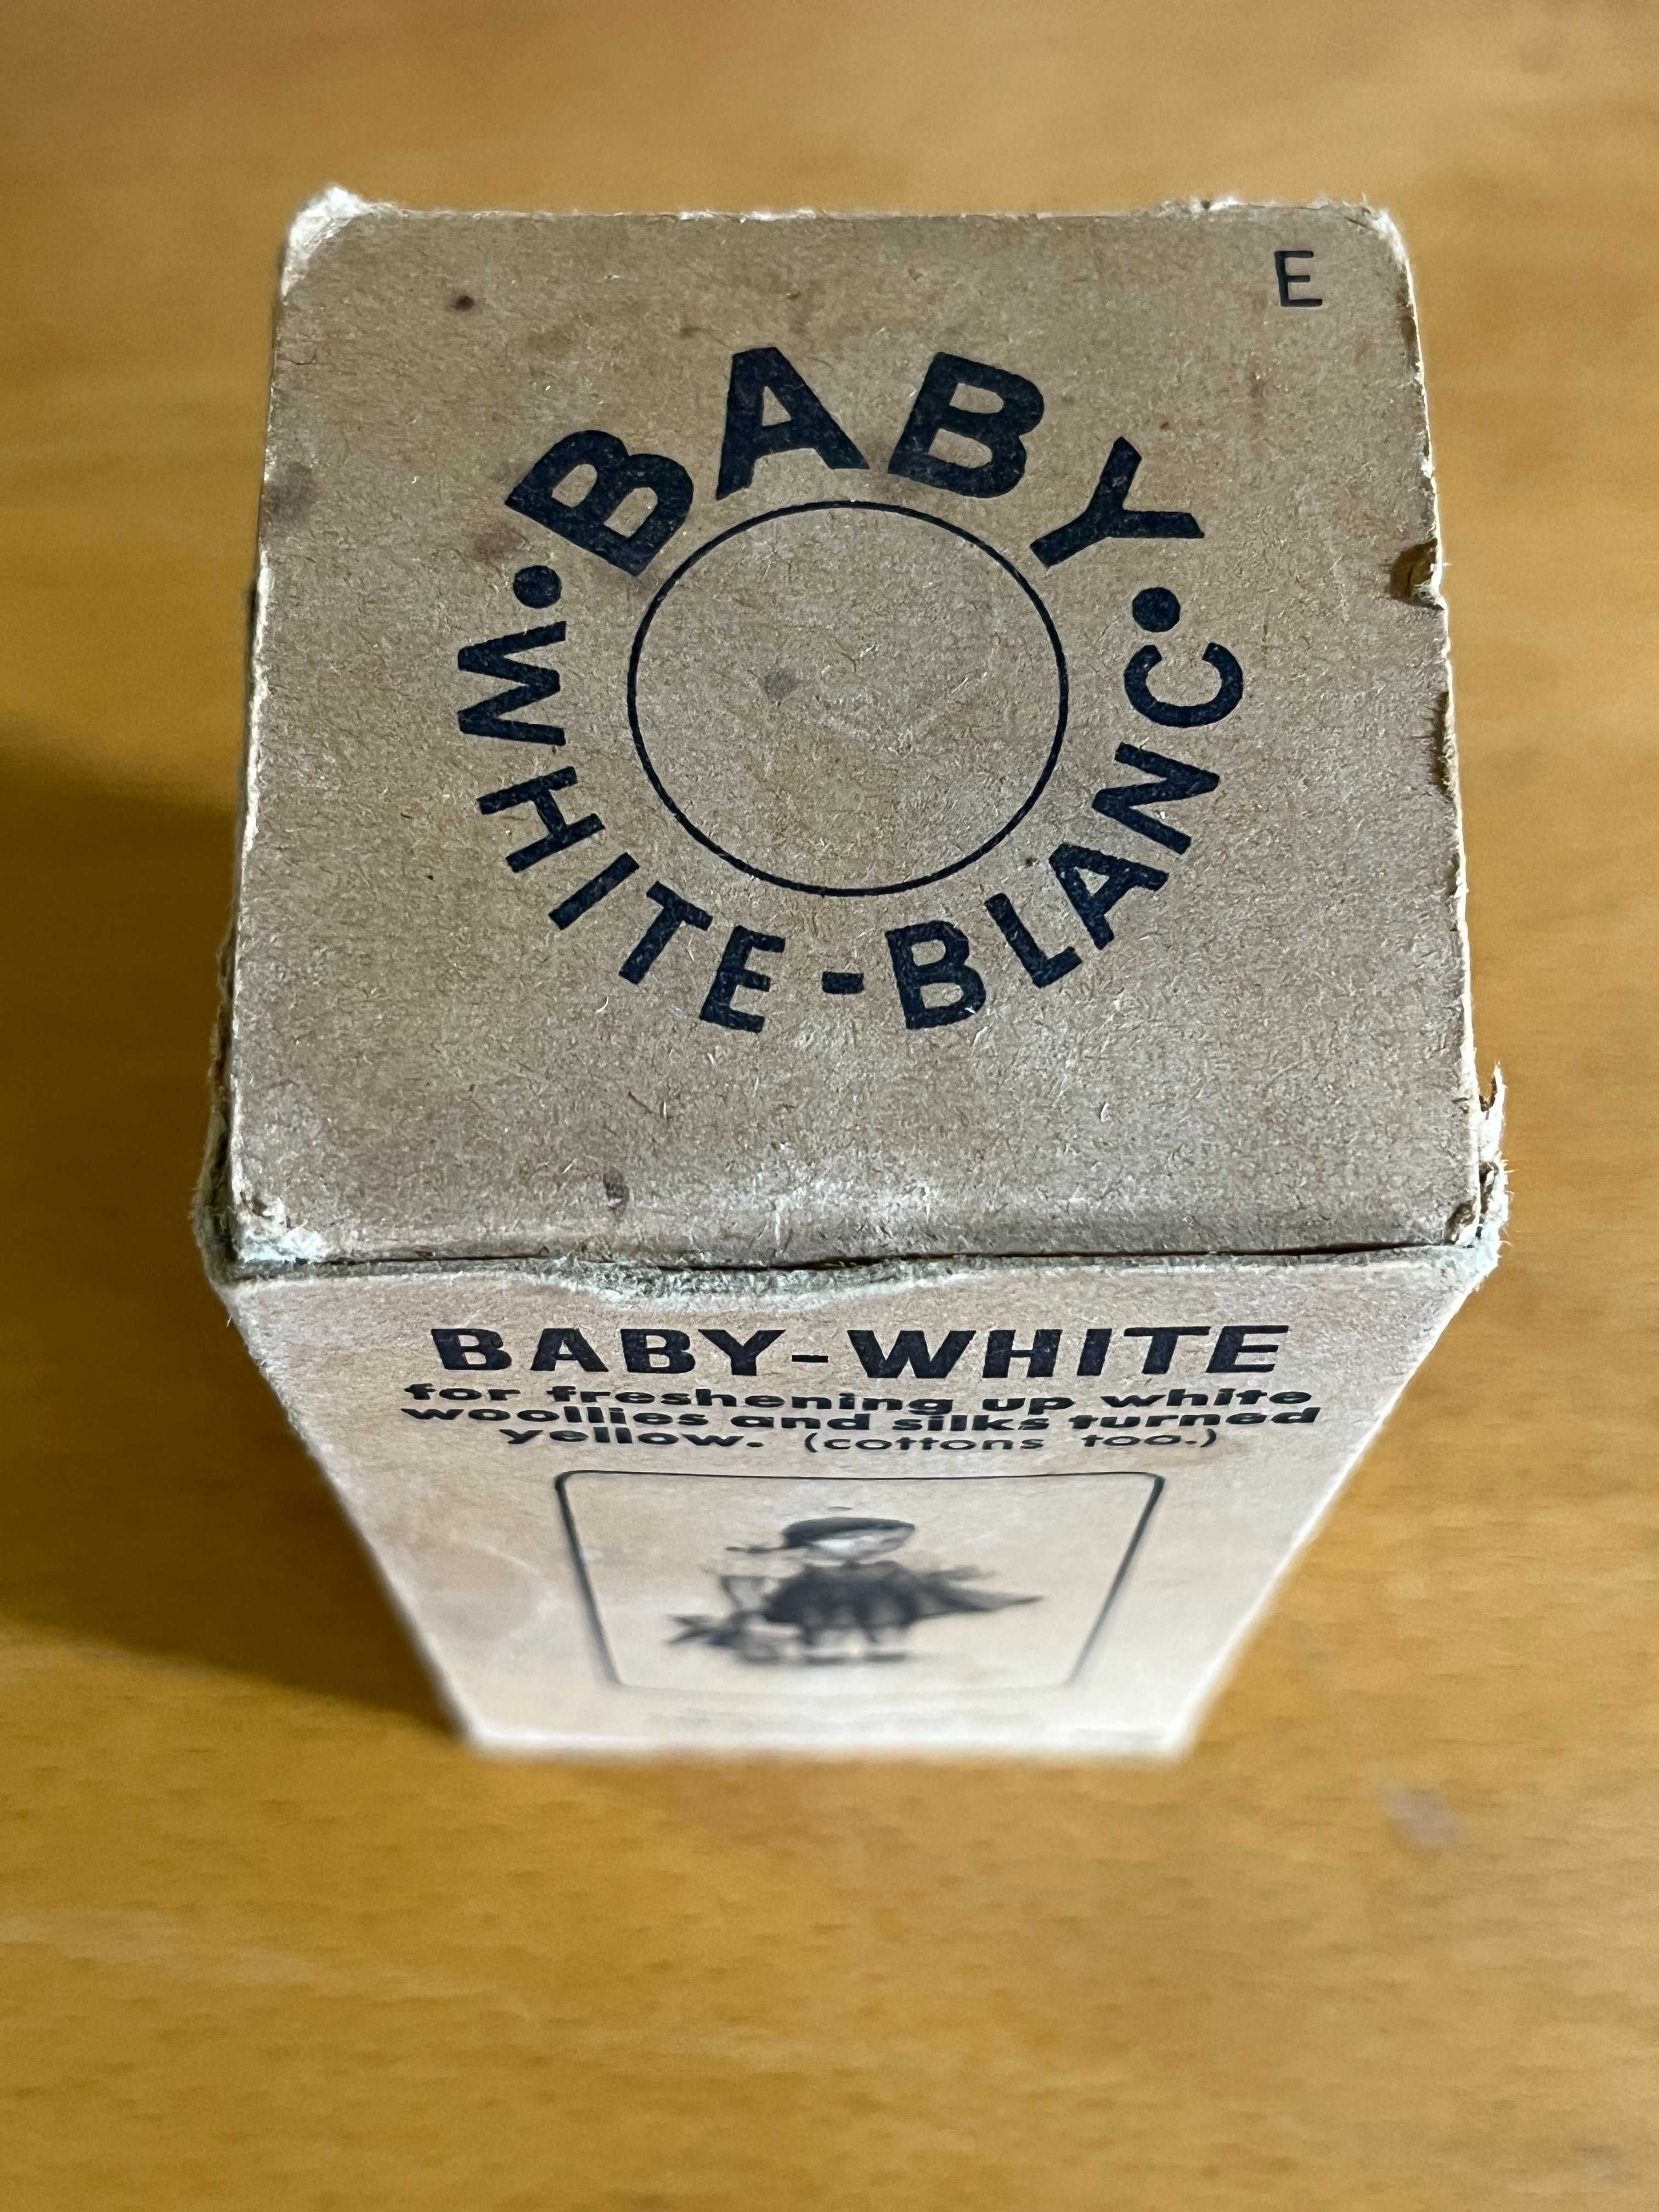 E
BABY
•WHITE-BLANC•
BABY-WHITE
for freshening up white
woollies and silks turned
yellow. (cottons too.)